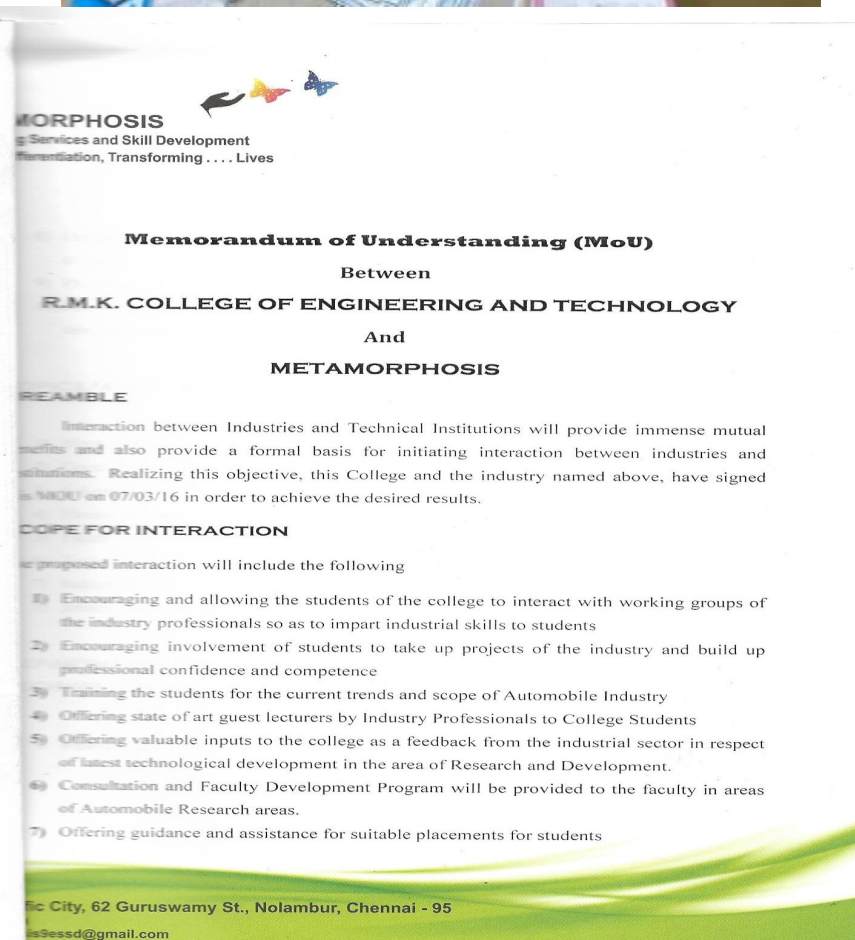 MORPHOSIS
g Services and Skill Development
fferentiation, Transforming . . . . Lives
Memorandum of Understanding (MoU)
Between
R.M.K. COLLEGE OF ENGINEERING AND TECHNOLOGY
And
METAMORPHOSIS
REAMBLE
Interaction between Industries and Technical Institutions will provide immense mutual
nefits and also provide a formal basis for initiating interaction between industries and
stitutions. Realizing this objective, this College and the industry named above, have signed
is MOU on 07/03/16 in order to achieve the desired results.
COPE FOR INTERACTION
e proposed interaction will include the following
1) Encouraging and allowing the students of the college to interact with working groups of
the industry professionals so as to impart industrial skills to students
2) Encouraging involvement of students to take up projects of the industry and build up
professional confidence and competence
3) Training the students for the current trends and scope of Automobile Industry
4) Offering state of art guest lecturers by Industry Professionals to College Students
5) Offering valuable inputs to the college as a feedback from the industrial sector in respect
of latest technological development in the area of Research and Development.
6) Consultation and Faculty Development Program will be provided to the faculty in areas
of Automobile Research areas.
7) Offering guidance and assistance for suitable placements for students
fic City, 62 Guruswamy St., Nolambur, Chennai - 95
is9essd@gmail.com